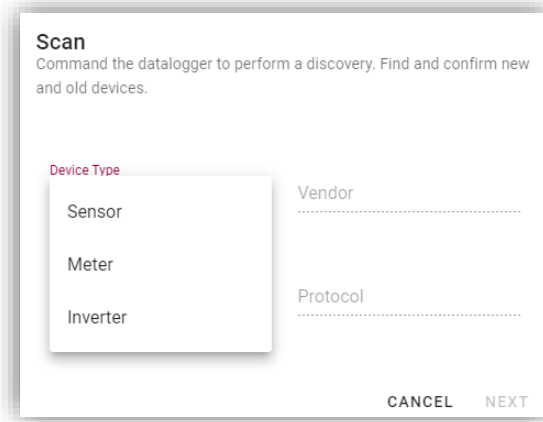 Scan
Command the datalogger to perform a discovery. Find and confirm new
and old devices.
Device Type
Sensor
Meter
Inverter
Vendor
Protocol
CANCEL NEXT